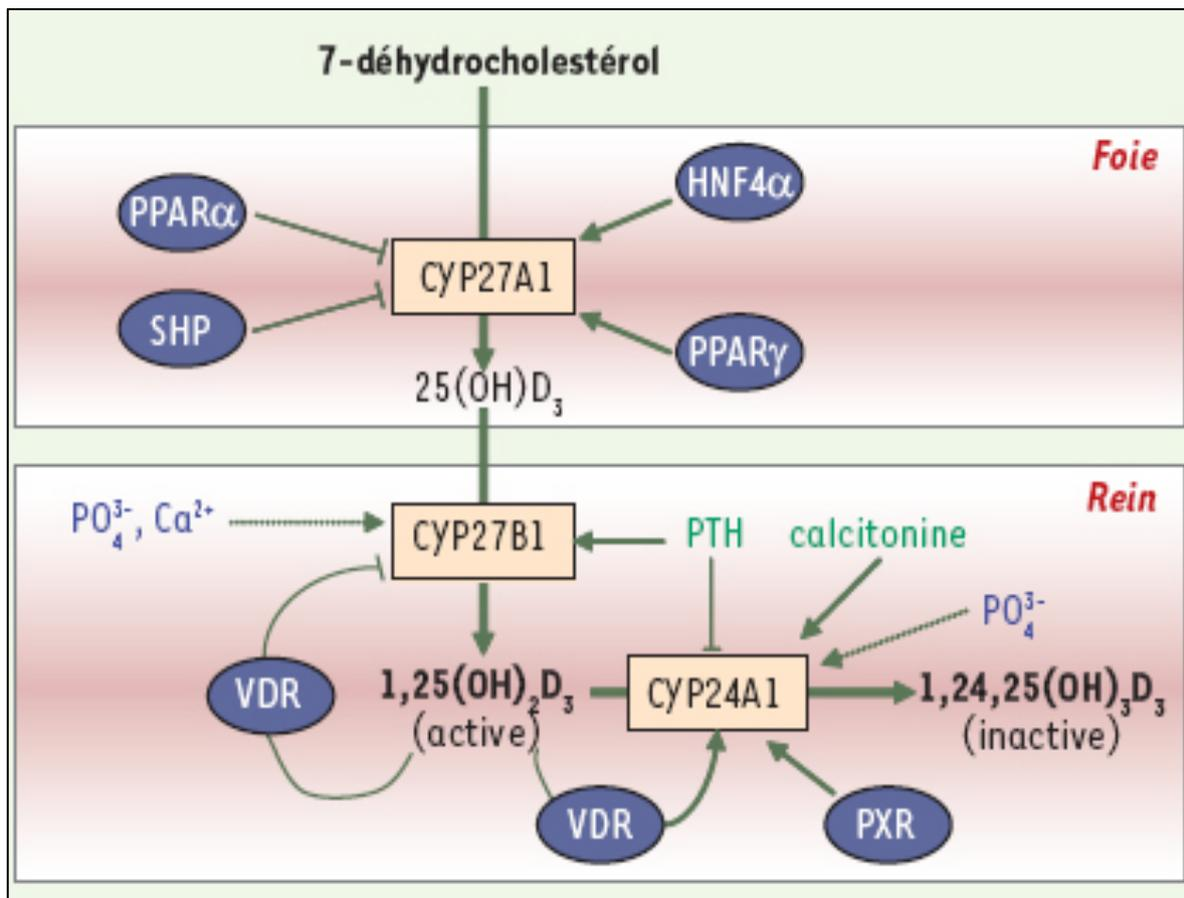 7-déhydrocholestérol
Foie
PPARα
HNF4α
CYP27A1
SHP
PPARγ
25(OH)D₃
Rein
PO₄³⁻, Ca²⁺
CYP27B1
PTH
calcitonine
PO₄³⁻
VDR
1,25(OH)₂D₃
(active)
CYP24A1
1,24,25(OH)₃D₃
(inactive)
VDR
PXR